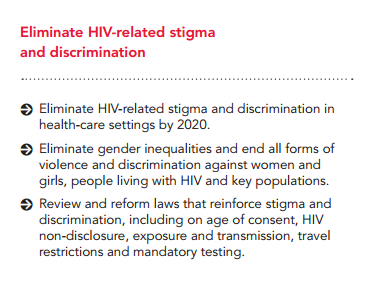 Eliminate HIV-related stigma
and discrimination
Eliminate HIV-related stigma and discrimination in
health-care settings by 2020.
Eliminate gender inequalities and end all forms of
violence and discrimination against women and
girls, people living with HIV and key populations.
Review and reform laws that reinforce stigma and
discrimination, including on age of consent, HIV
non-disclosure, exposure and transmission, travel
restrictions and mandatory testing.